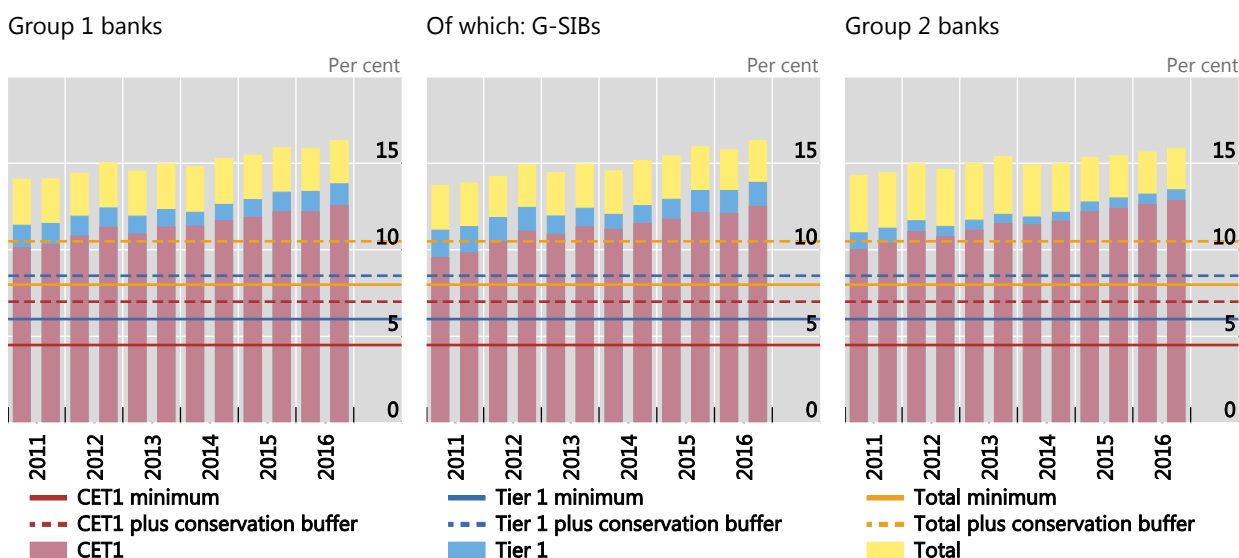 Group 1 banks
Of which: G-SIBs
Group 2 banks
Per cent
Per cent
Per cent
15
15
15
10
10
10
5
5
5
0
0
0
2011 2012 2013 2014 2015 2016
2011 2012 2013 2014 2015 2016
2011 2012 2013 2014 2015 2016
CET1 minimum
CET1 plus conservation buffer
CET1
Tier 1 minimum
Tier 1 plus conservation buffer
Tier 1
Total minimum
Total plus conservation buffer
Total